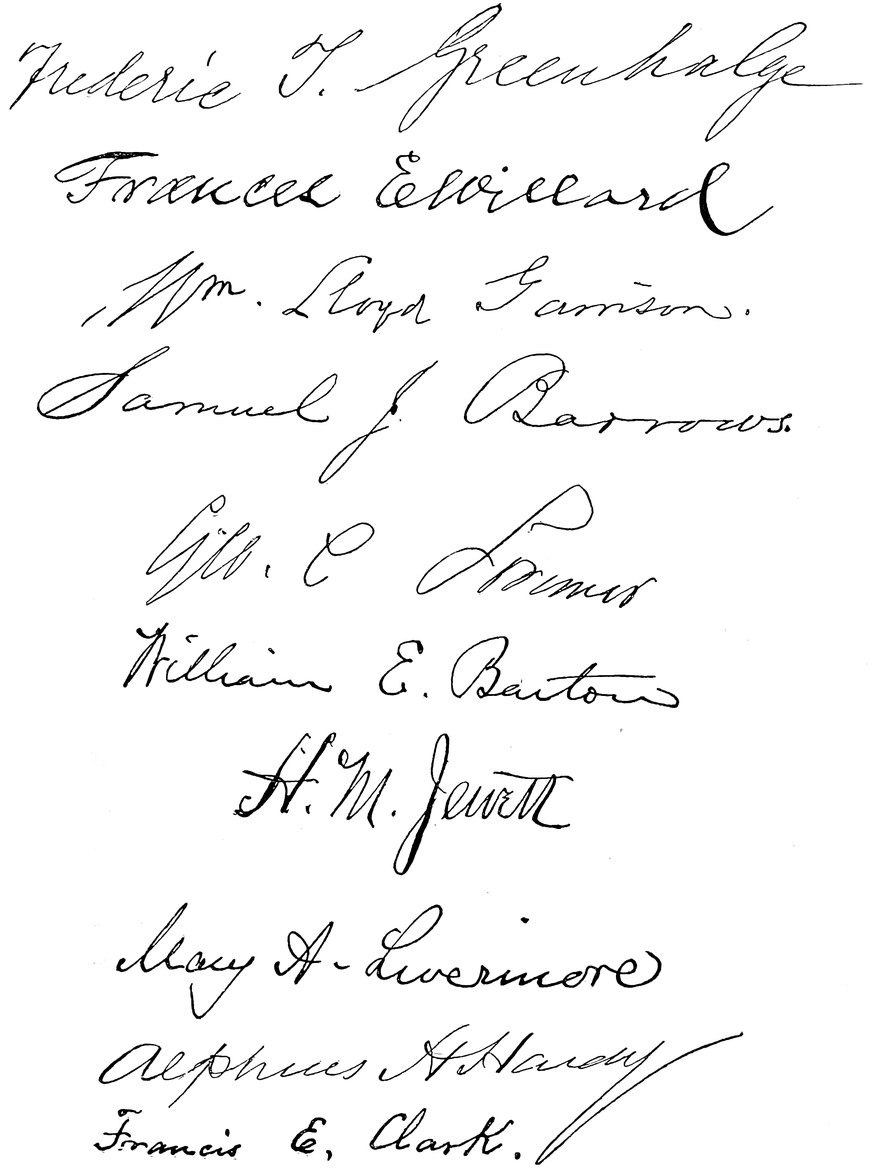 Frederic T. Greenhalge
Frances E Willard
Wm. Lloyd Garrison.
Samuel J. Barrows.
Geo. C Lorimer
William E. Barton
H. M. Jewett
Mary A. Livermore
Alpheus H Hardy
Francis E. Clark.